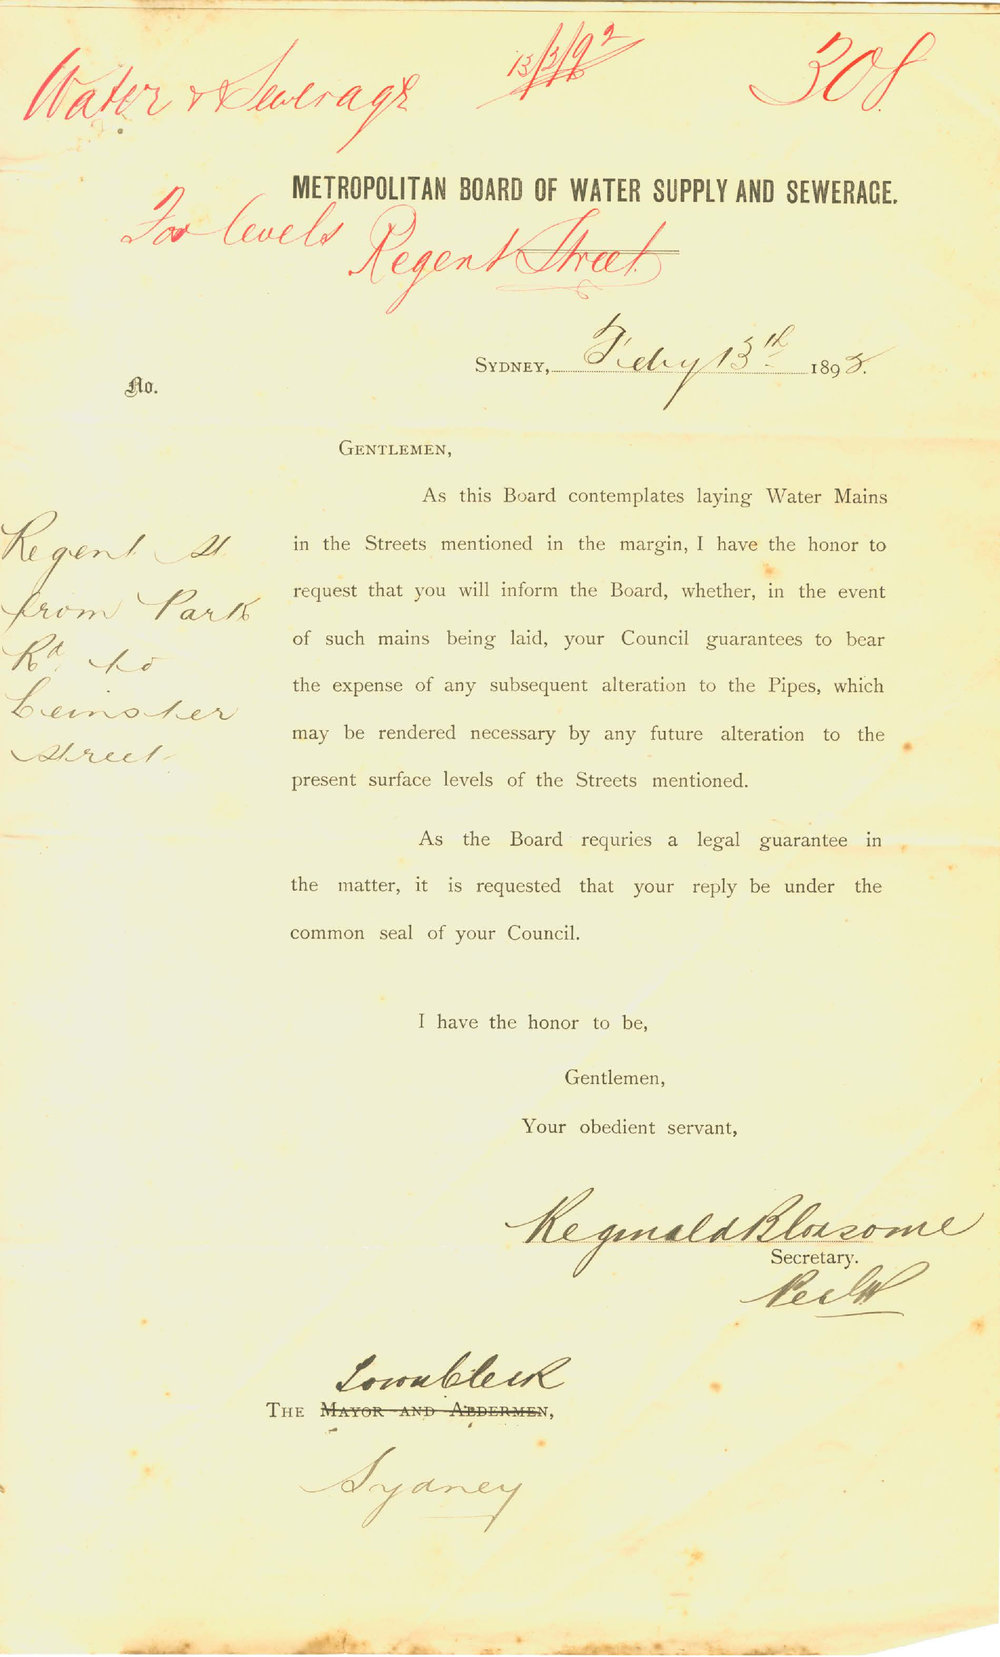 Water & Sewerage
308
METROPOLITAN BOARD OF WATER SUPPLY AND SEWERAGE.
For levels
Regent Street
SYDNEY, Feby 13th 189
No.
GENTLEMEN,
As this Board contemplates laying Water Mains
in the Streets mentioned in the margin, I have the honor to
request that you will inform the Board, whether, in the event
of such mains being laid, your Council guarantees to bear
the expense of any subsequent alteration to the Pipes, which
may be rendered necessary by any future alteration to the
present surface levels of the Streets mentioned.
Regent St
from Park
Rd to
Leinster
Street
As the Board requries a legal guarantee in
the matter, it is requested that your reply be under the
common seal of your Council.
I have the honor to be,
Gentlemen,
Your obedient servant,
Reginald Bloxsome
Secretary.
Per
Town Clerk
THE MAYOR AND ALDERMEN,
Sydney